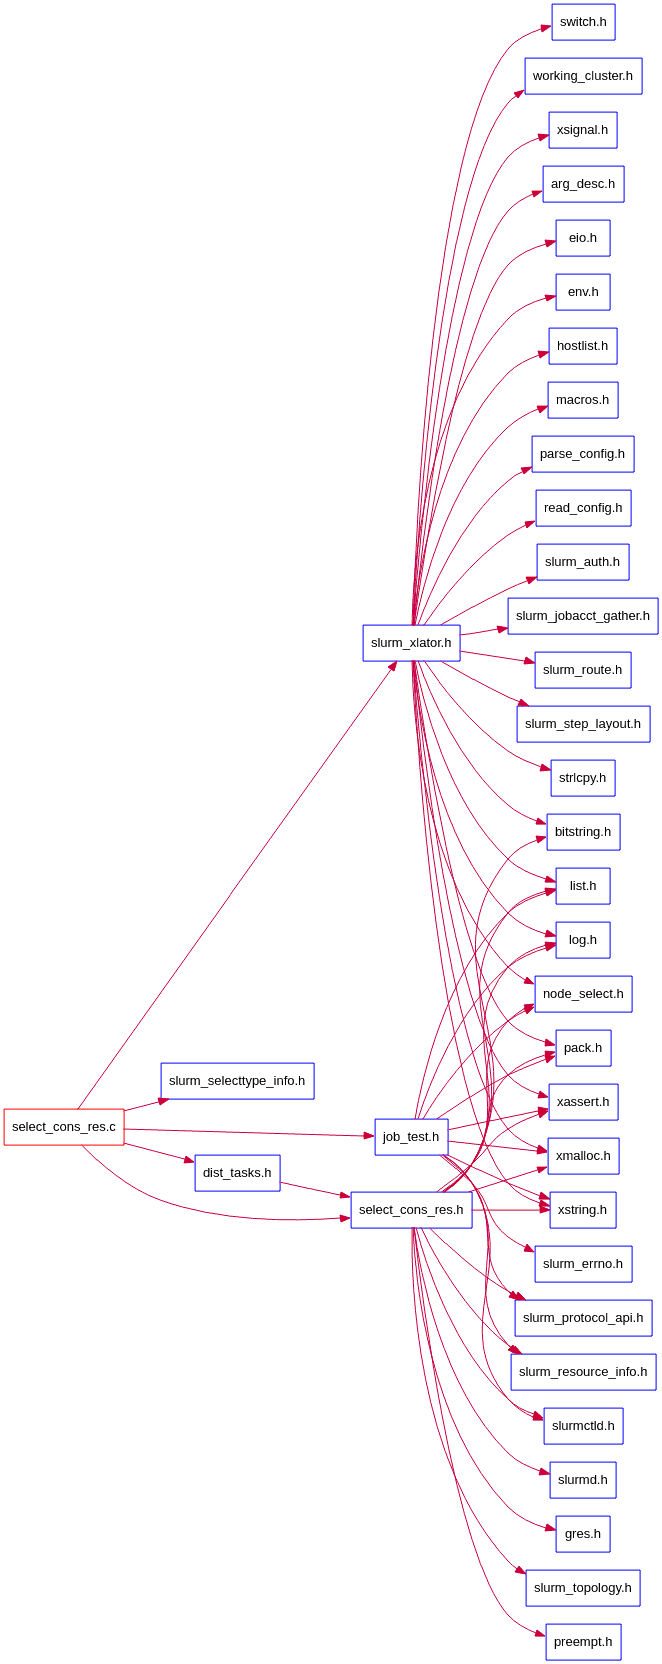 switch.h
working_cluster.h
xsignal.h
arg_desc.h
eio.h
env.h
hostlist.h
macros.h
parse_config.h
read_config.h
slurm_auth.h
slurm_jobacct_gather.h
slurm_xlator.h
slurm_route.h
slurm_step_layout.h
strlcpy.h
bitstring.h
list.h
log.h
node_select.h
pack.h
slurm_selecttype_info.h
xassert.h
select_cons_res.c
job_test.h
xmalloc.h
dist_tasks.h
select_cons_res.h
xstring.h
slurm_errno.h
slurm_protocol_api.h
slurm_resource_info.h
slurmctld.h
slurmd.h
gres.h
slurm_topology.h
preempt.h